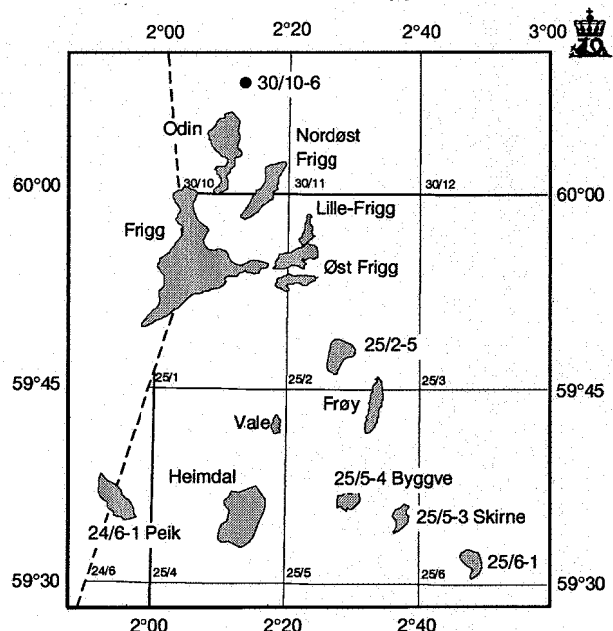 2°00 2°20 2°40 3°00
30/10-6
Odin
Nordøst
Frigg
60°00 30/10 30/11 30/12 60°00
Lille-Frigg
Frigg
Øst Frigg
25/2-5
59°45 25/1 25/2 25/3 59°45
Frøy
Vale
Heimdal
25/5-4 Byggve
25/5-3 Skirne
24/6-1 Peik
25/6-1
59°30 24/6 25/4 25/5 25/6 59°30
2°00 2°20 2°40